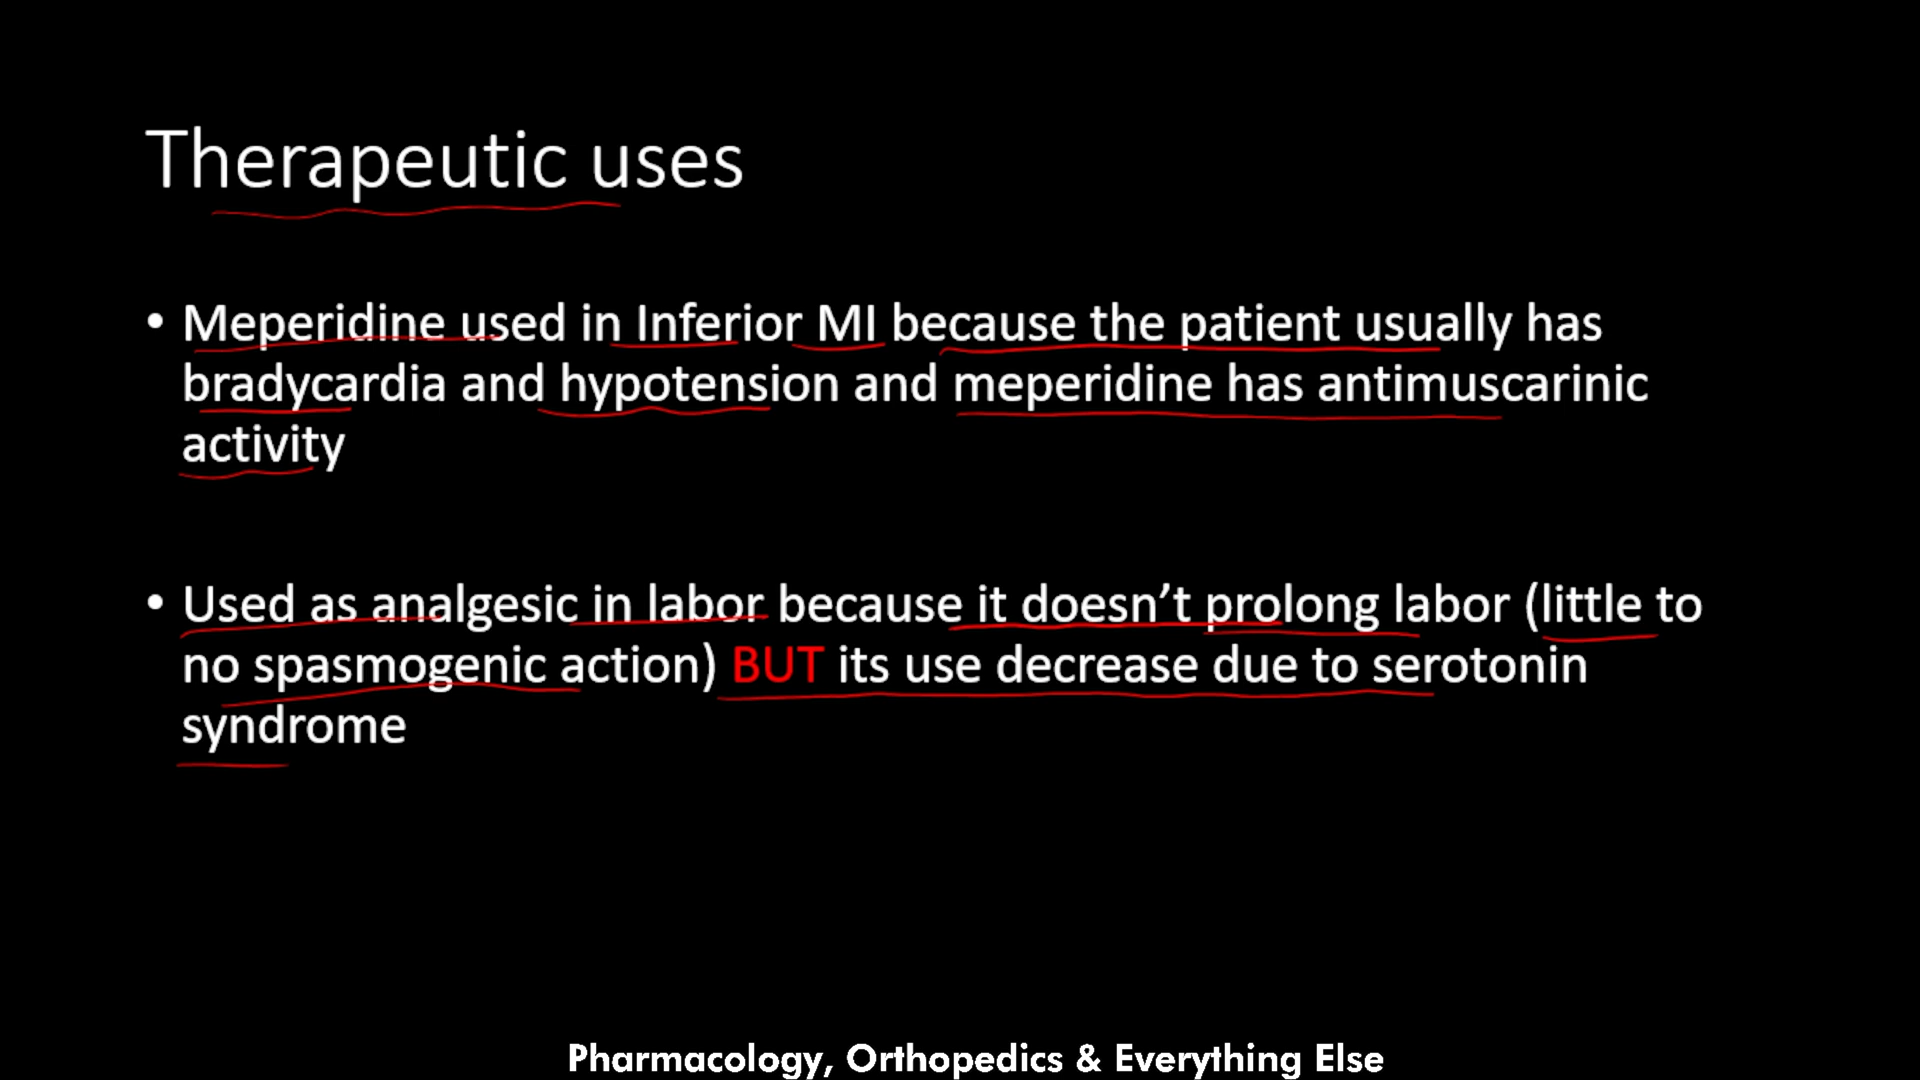 Therapeutic uses
• Meperidine used in Inferior MI because the patient usually has
bradycardia and hypotension and meperidine has antimuscarinic
activity
• Used as analgesic in labor because it doesn’t prolong labor (little to
no spasmogenic action) BUT its use decrease due to serotonin
syndrome
Pharmacology, Orthopedics & Everything Else